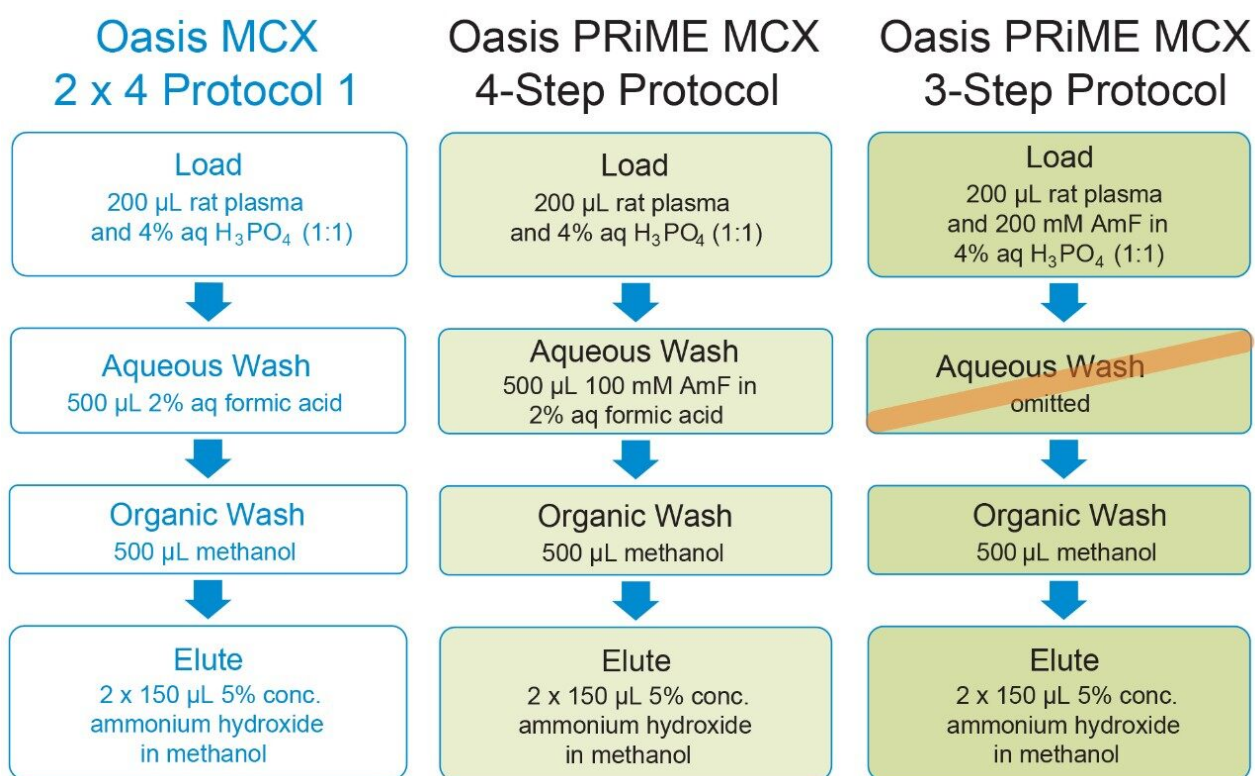 Oasis MCX
2 x 4 Protocol 1
Load
200 µL rat plasma
and 4% aq H₃PO₄ (1:1)
Aqueous Wash
500 µL 2% aq formic acid
Organic Wash
500 µL methanol
Elute
2 x 150 µL 5% conc.
ammonium hydroxide
in methanol
Oasis PRiME MCX
4-Step Protocol
Load
200 µL rat plasma
and 4% aq H₃PO₄ (1:1)
Aqueous Wash
500 µL 100 mM AmF in
2% aq formic acid
Organic Wash
500 µL methanol
Elute
2 x 150 µL 5% conc.
ammonium hydroxide
in methanol
Oasis PRiME MCX
3-Step Protocol
Load
200 µL rat plasma
and 200 mM AmF in
4% aq H₃PO₄ (1:1)
Aqueous Wash
omitted
Organic Wash
500 µL methanol
Elute
2 x 150 µL 5% conc.
ammonium hydroxide
in methanol